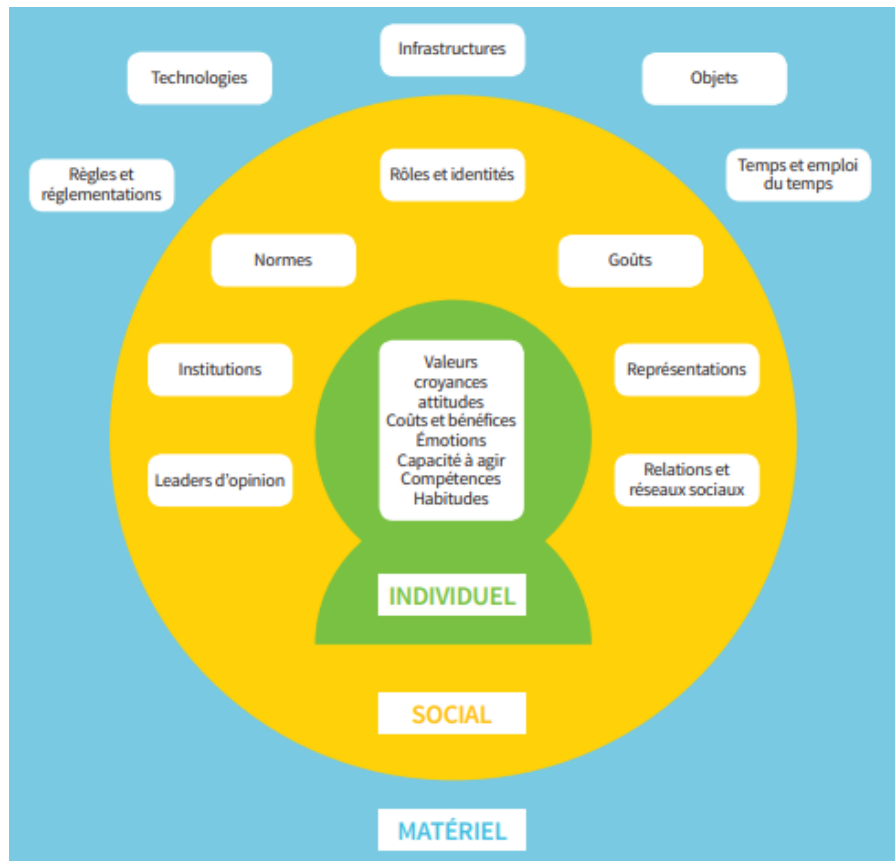 Infrastructures
Technologies
Objets
Règles et
réglementations
Rôles et identités
Temps et emploi
du temps
Normes
Goûts
Institutions
Valeurs
croyances
attitudes
Coûts et bénéfices
Émotions
Capacité à agir
Compétences
Habitudes
Représentations
Leaders d'opinion
Relations et
réseaux sociaux
INDIVIDUEL
SOCIAL
MATÉRIEL